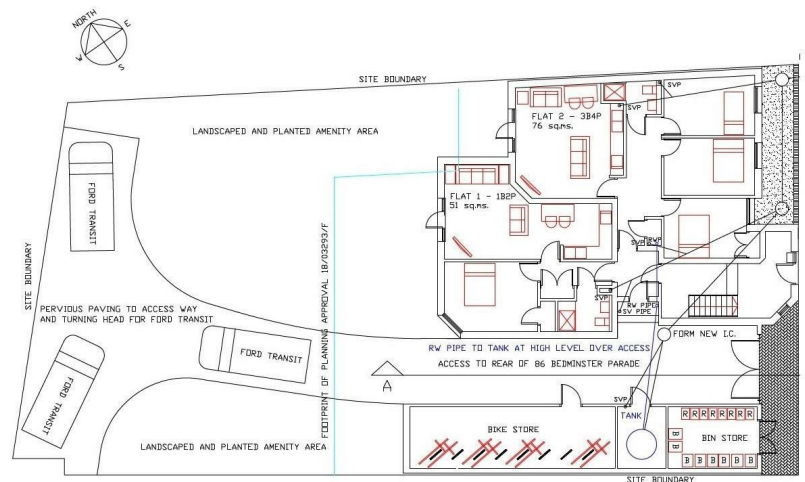 NORTH
E
W
S
SITE BOUNDARY
LANDSCAPED AND PLANTED AMENITY AREA
SVP
FLAT 2 - 3B4P
76 sq.ms.
FLAT 1 - 1B2P
51 sq.ms.
FORD TRANSIT
SITE BOUNDARY
FOOTPRINT OF PLANNING APPROVAL 18/03293/F
SVP
RWP
SVP
RW PIPE
SV PIPE
PERVIOUS PAVING TO ACCESS WAY
AND TURNING HEAD FOR FORD TRANSIT
FORD TRANSIT
FORD TRANSIT
RW PIPE TO TANK AT HIGH LEVEL OVER ACCESS
FORM NEW I.C.
ACCESS TO REAR OF 86 BEDMINSTER PARADE
A
SVP
TANK
BIKE STORE
BIN STORE
R R R R R R R R
B
B
B B B B B B
LANDSCAPED AND PLANTED AMENITY AREA
SITE BOUNDARY